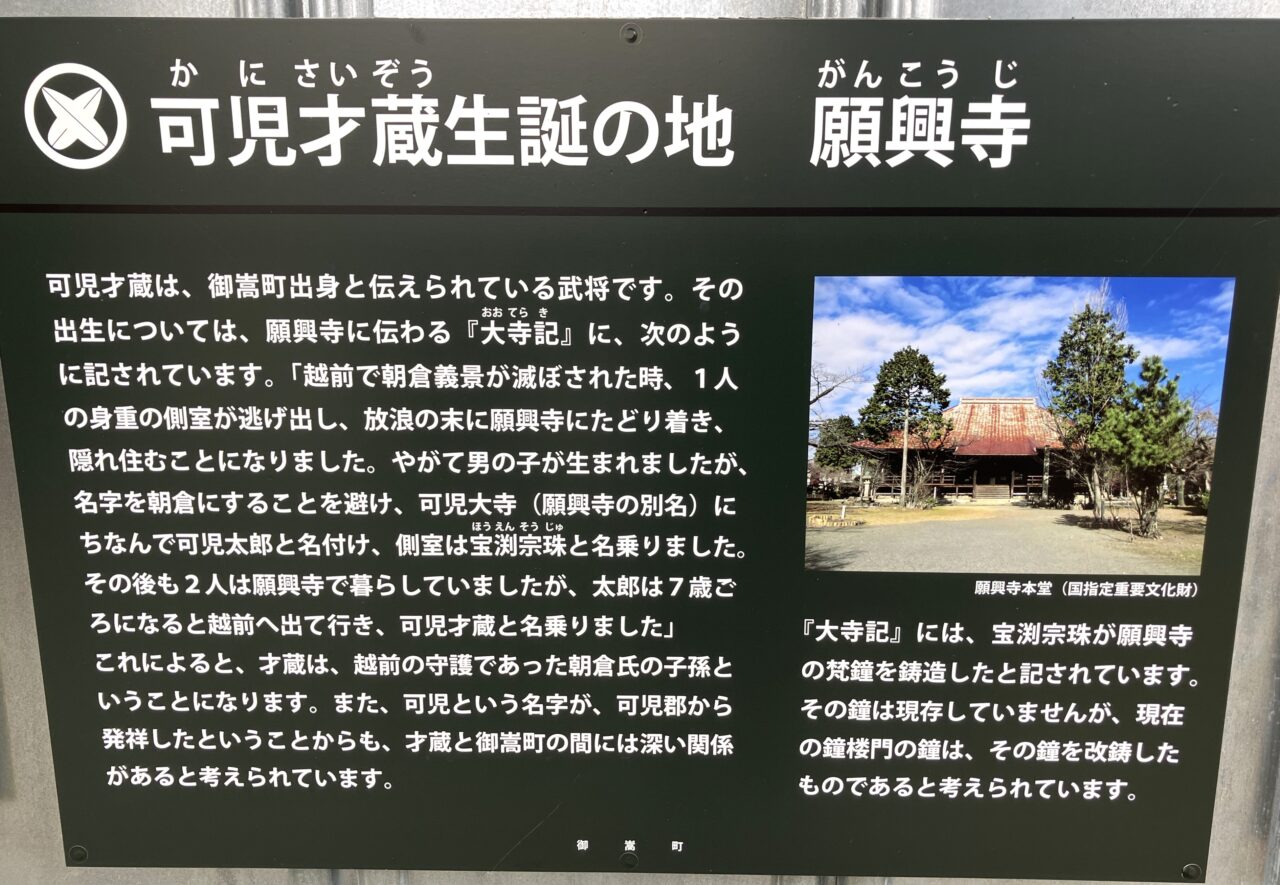 かにさいぞう がんこうじ
可児才蔵生誕の地 願興寺
可児才蔵は、御嵩町出身と伝えられている武将です。その
おおてらき
出生については、願興寺に伝わる『大寺記』に、次のよう
に記されています。「越前で朝倉義景が滅ぼされた時、１人
の身重の側室が逃げ出し、放浪の末に願興寺にたどり着き、
隠れ住むことになりました。やがて男の子が生まれましたが、
名字を朝倉にすることを避け、可児大寺（願興寺の別名）に
ほうえんそうじゅ
ちなんで可児太郎と名付け、側室は宝渕宗珠と名乗りました。
その後も２人は願興寺で暮らしていましたが、太郎は７歳ご
ろになると越前へ出て行き、可児才蔵と名乗りました」
これによると、才蔵は、越前の守護であった朝倉氏の子孫と
いうことになります。また、可児という名字が、可児郡から
発祥したということからも、才蔵と御嵩町の間には深い関係
があると考えられています。
願興寺本堂（国指定重要文化財）
『大寺記』には、宝渕宗珠が願興寺
の梵鐘を鋳造したと記されています。
その鐘は現存していませんが、現在
の鐘楼門の鐘は、その鐘を改鋳した
ものであると考えられています。
御嵩町